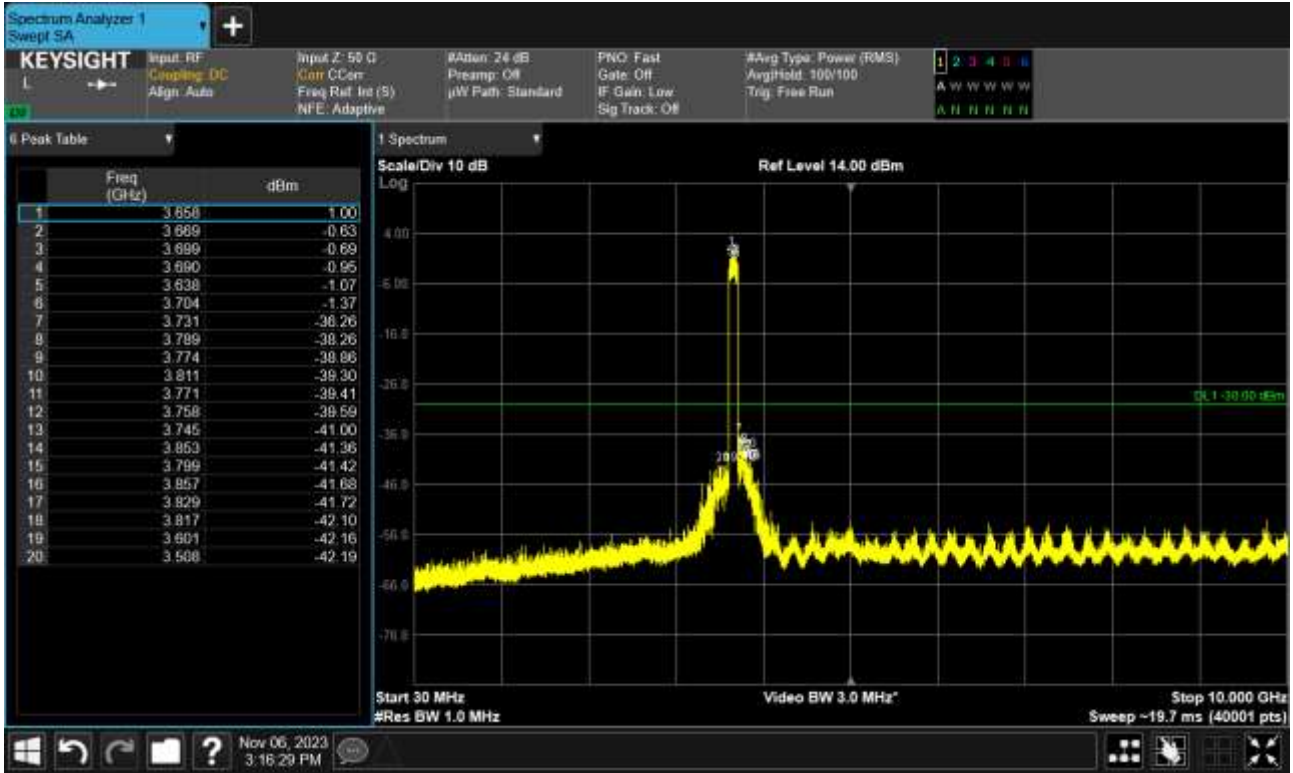 Spectrum Analyzer 1
Swept SA
KEYSIGHT
L
Input: RF
Coupling: DC
Align: Auto
Input Z: 50 Ω
Corr CCorr
Freq Ref: Int (S)
NFE: Adaptive
#Atten: 24 dB
Preamp: Off
µW Path: Standard
PNO: Fast
Gate: Off
IF Gain: Low
Sig Track: Off
#Avg Type: Power (RMS)
Avg|Hold: 100/100
Trig: Free Run
1 2 3 4 5 6
A W W W W W
A N N N N N
6 Peak Table
Freq (GHz) dBm
1 3.658 1.00
2 3.669 -0.63
3 3.699 -0.69
4 3.690 -0.95
5 3.638 -1.07
6 3.704 -1.37
7 3.731 -36.26
8 3.789 -38.26
9 3.774 -38.86
10 3.811 -39.30
11 3.771 -39.41
12 3.758 -39.59
13 3.745 -41.00
14 3.853 -41.36
15 3.799 -41.42
16 3.857 -41.68
17 3.829 -41.72
18 3.817 -42.10
19 3.601 -42.16
20 3.508 -42.19
1 Spectrum
Scale/Div 10 dB
Ref Level 14.00 dBm
Log
4.00
-6.00
-16.0
-26.0
DL1 -30.00 dBm
-36.0
-46.0
-56.0
-66.0
-76.0
Start 30 MHz
Video BW 3.0 MHz*
Stop 10.000 GHz
#Res BW 1.0 MHz
Sweep ~19.7 ms (40001 pts)
Nov 06, 2023
3:16:29 PM